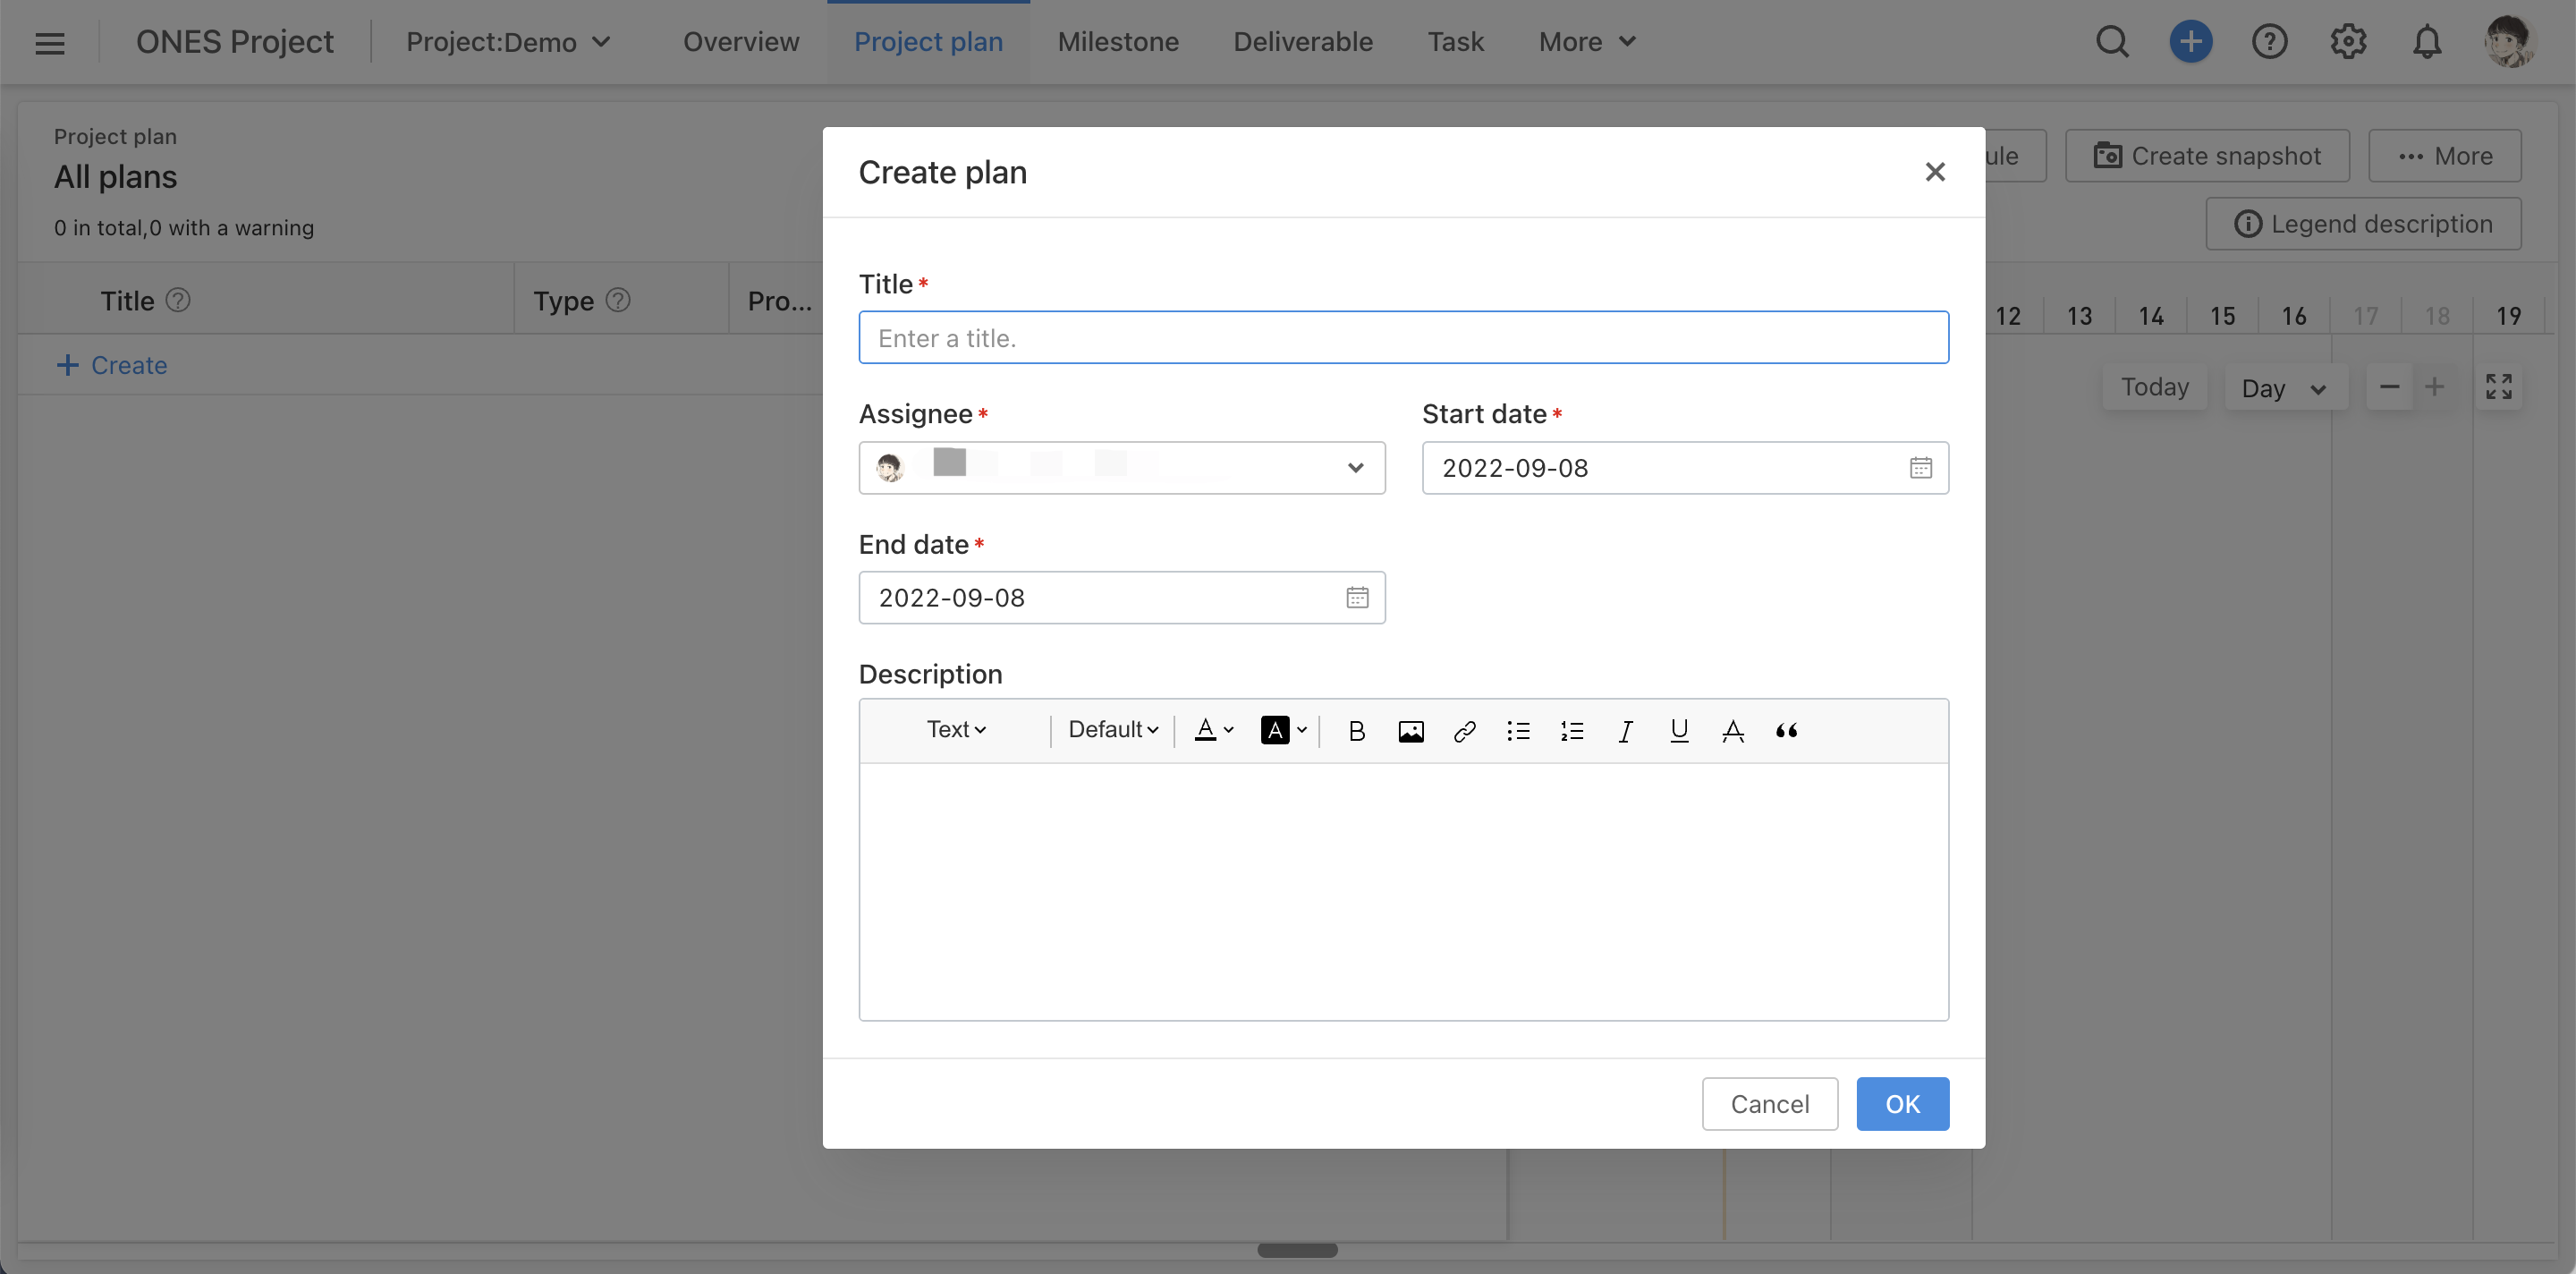 ONES Project
Project:Demo
Overview
Project plan
Milestone
Deliverable
Task
More
Project plan
All plans
0 in total,0 with a warning
ule
Create snapshot
More
Legend description
Title
Type
Pro...
12 13 14 15 16 17 18 19
Create
Today
Day
Create plan
Title*
Enter a title.
Assignee*
Start date*
2022-09-08
End date*
2022-09-08
Description
Text
Default
Cancel
OK